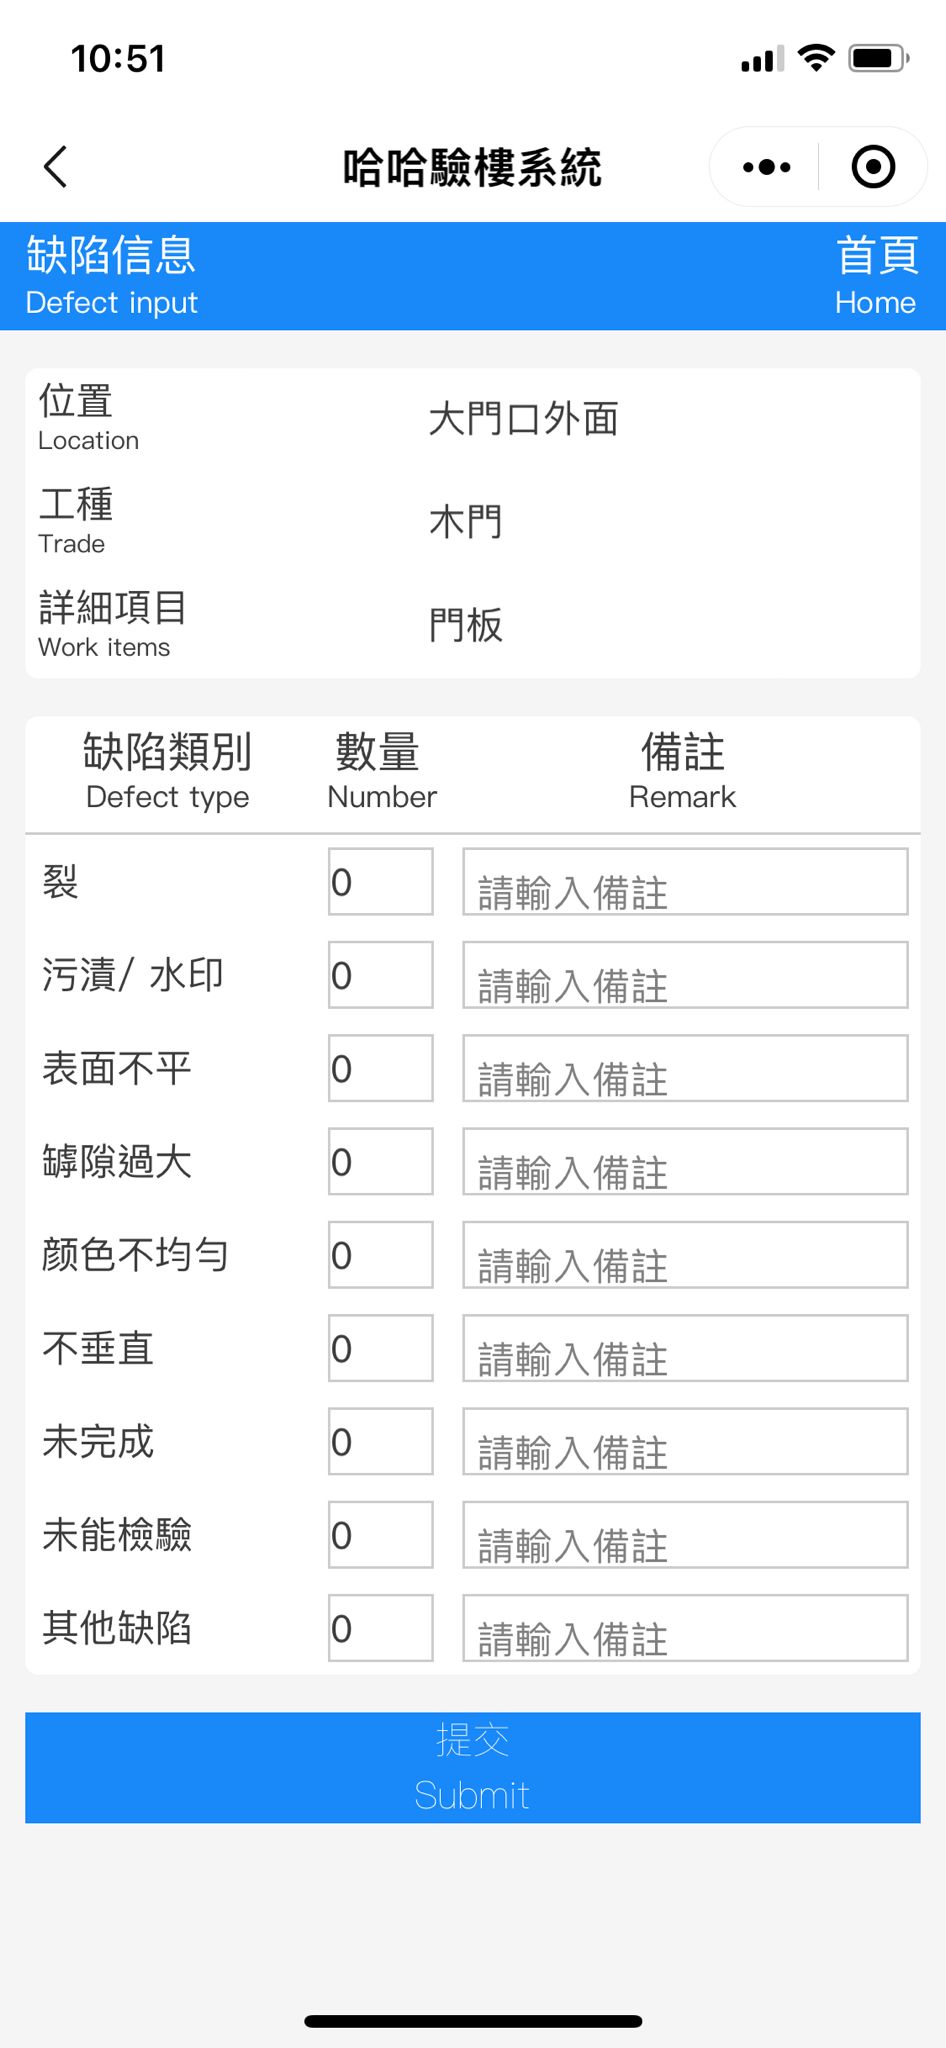 10:51
哈哈驗樓系統
缺陷信息 首頁
Defect input Home
位置 大門口外面
Location
工種 木門
Trade
詳細項目 門板
Work items
缺陷類別 數量 備註
Defect type Number Remark
裂 0 請輸入備註
污漬/ 水印 0 請輸入備註
表面不平 0 請輸入備註
罅隙過大 0 請輸入備註
颜色不均勻 0 請輸入備註
不垂直 0 請輸入備註
未完成 0 請輸入備註
未能檢驗 0 請輸入備註
其他缺陷 0 請輸入備註
提交
Submit